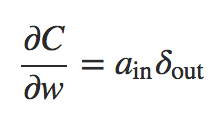 ∂C/∂w = a_in δ_out